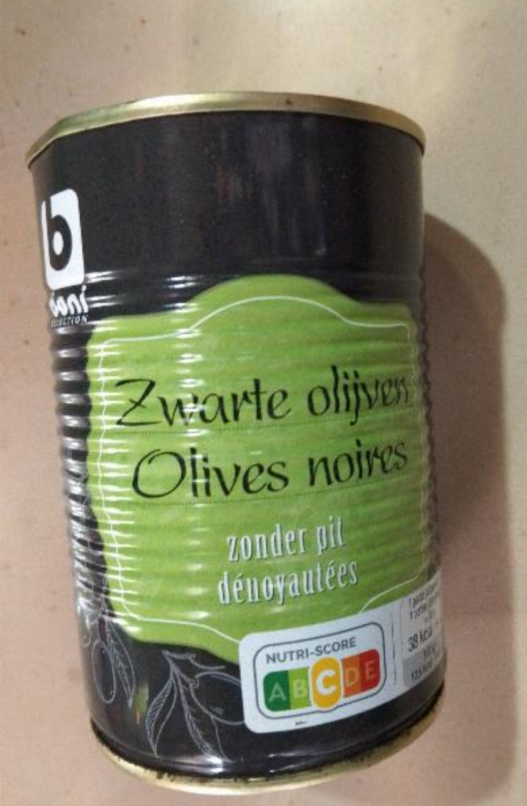 b
boni
SELECTION
Zwarte olijven
Olives noires
zonder pit
dénoyautées
NUTRI-SCORE
A B C D E
38 kcal